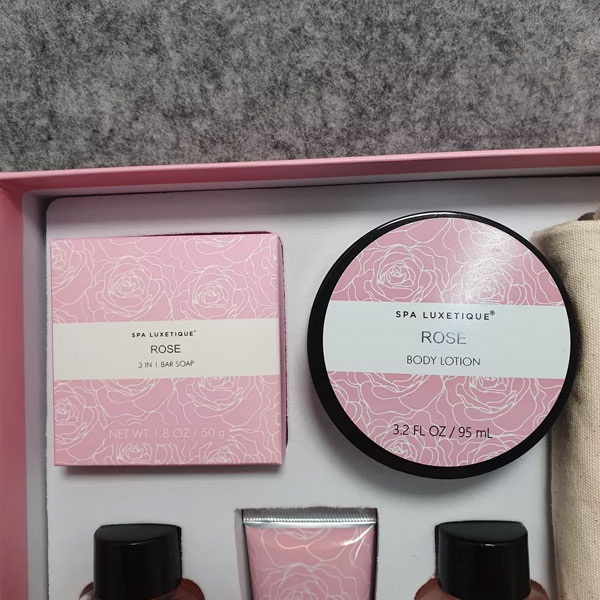 SPA LUXETIQUE®
ROSE
3 IN 1 BAR SOAP
NET WT 1.8 OZ / 50 g
SPA LUXETIQUE®
ROSE
BODY LOTION
3.2 FL OZ / 95 mL